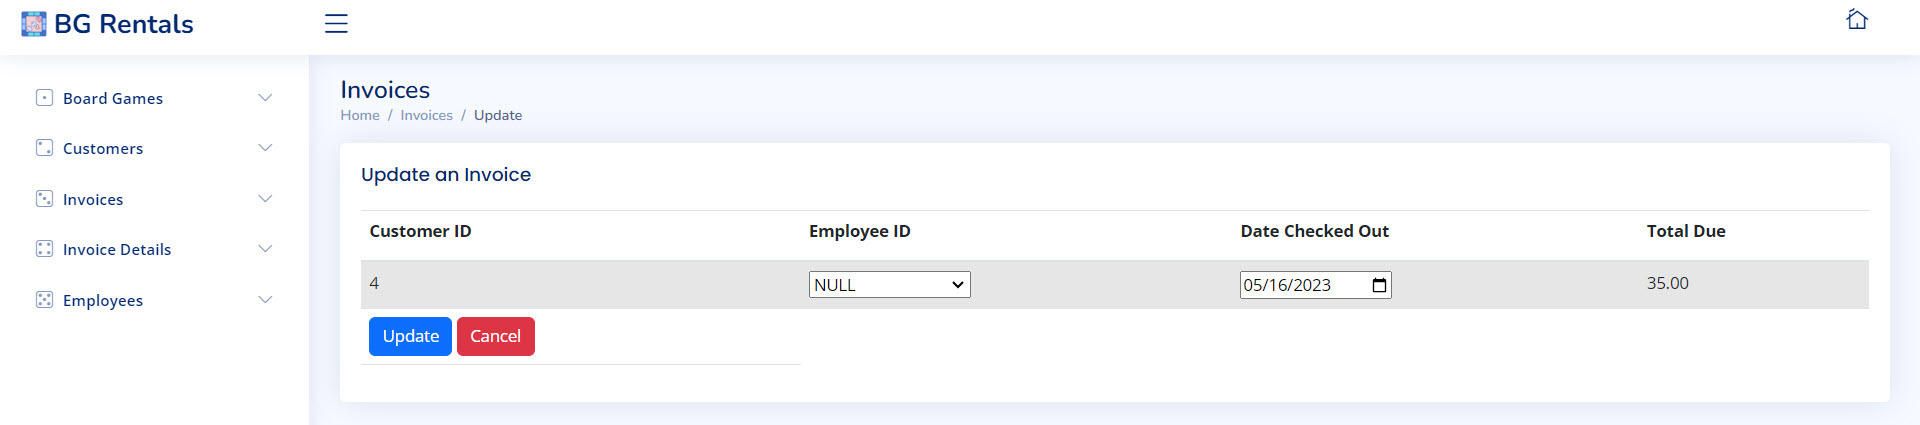 BG Rentals
Board Games
Customers
Invoices
Invoice Details
Employees
Invoices
Home / Invoices / Update
Update an Invoice
Customer ID Employee ID Date Checked Out Total Due
4 NULL 05/16/2023 35.00
Update Cancel